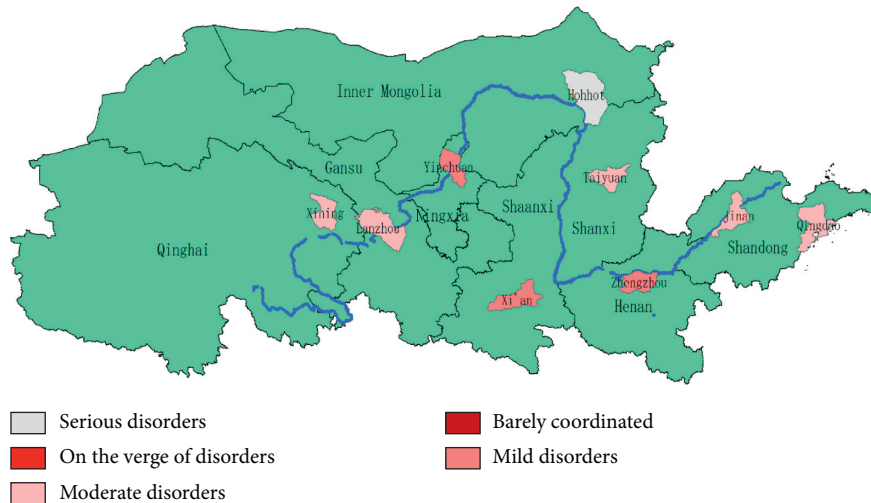 Hohhot
Inner Mongolia
Yinchuan
Gansu
Taiyuan
Xining
Ningxia
Shaanxi
Jinan
Lanzhou
Shanxi
Qingdao
Qinghai
Shandong
Zhengzhou
Xi'an
Henan
Serious disorders
On the verge of disorders
Moderate disorders
Barely coordinated
Mild disorders